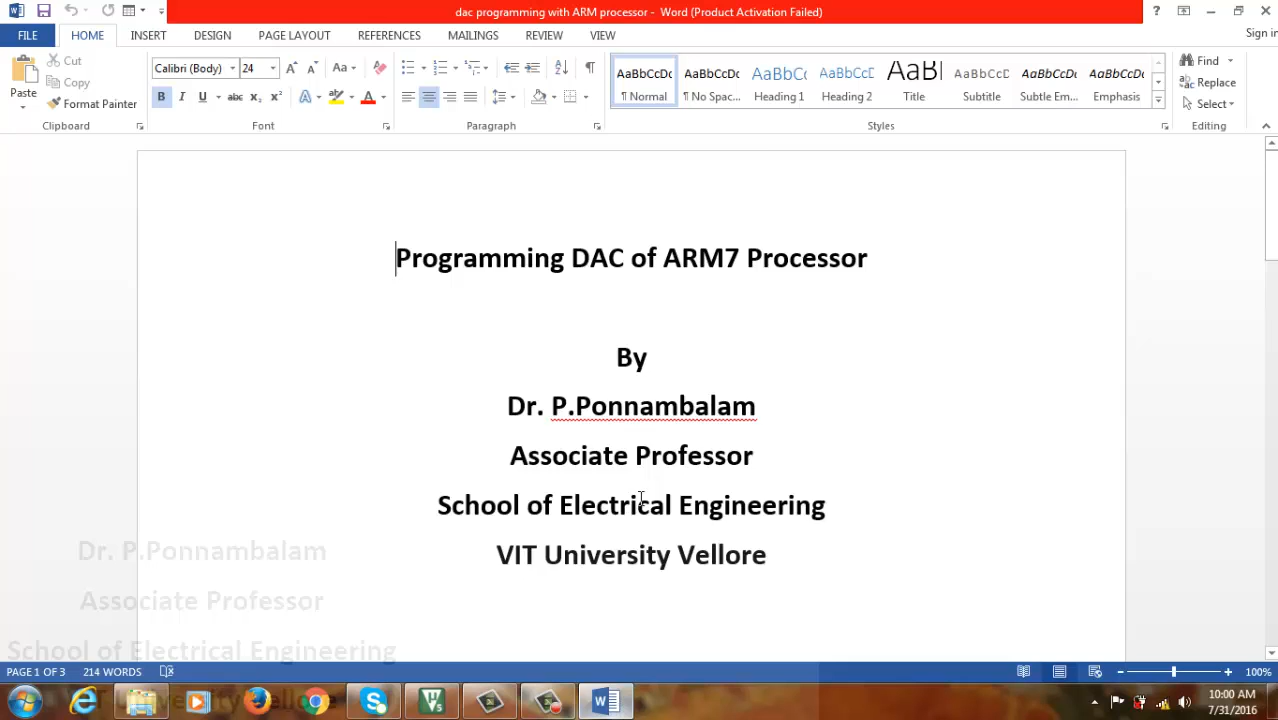 dac programming with ARM processor - Word (Product Activation Failed)
?
FILE HOME INSERT DESIGN PAGE LAYOUT REFERENCES MAILINGS REVIEW VIEW Sign in
Paste
Cut
Copy
Format Painter
Clipboard
Calibri (Body) 24
Font
Paragraph
AaBbCcDc AaBbCcDc AaBbCc AaBbCcD AaBl AaBbCcD AaBbCcDc AaBbCcDc
¶ Normal ¶ No Spac... Heading 1 Heading 2 Title Subtitle Subtle Em... Emphasis
Styles
Find
Replace
Select
Editing
Programming DAC of ARM7 Processor
By
Dr. P.Ponnambalam
Associate Professor
School of Electrical Engineering
VIT University Vellore
Dr. P.Ponnambalam
Associate Professor
School of Electrical Engineering
VIT University Vellore
PAGE 1 OF 3 214 WORDS 100%
10:00 AM
7/31/2016